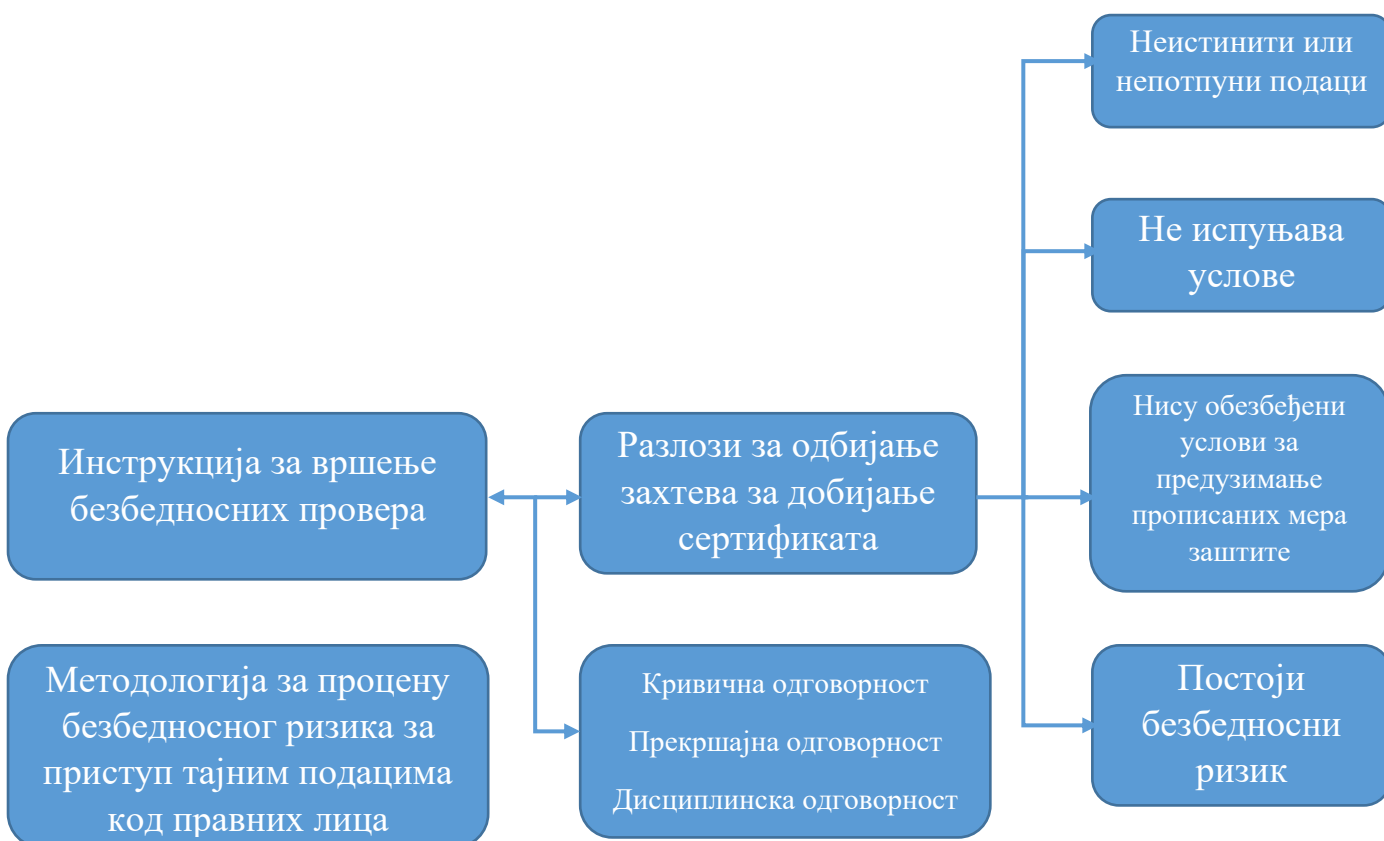 Неистинити или
непотпуни подаци
Не испуњава
услове
Нису обезбеђени
услови за
предузимање
прописаних мера
заштите
Постоји
безбедносни
ризик
Разлози за одбијање
захтева за добијање
сертификата
Кривична одговорност
Прекршајна одговорност
Дисциплинска одговорност
Инструкција за вршење
безбедносних провера
Методологија за процену
безбедносног ризика за
приступ тајним подацима
код правних лица